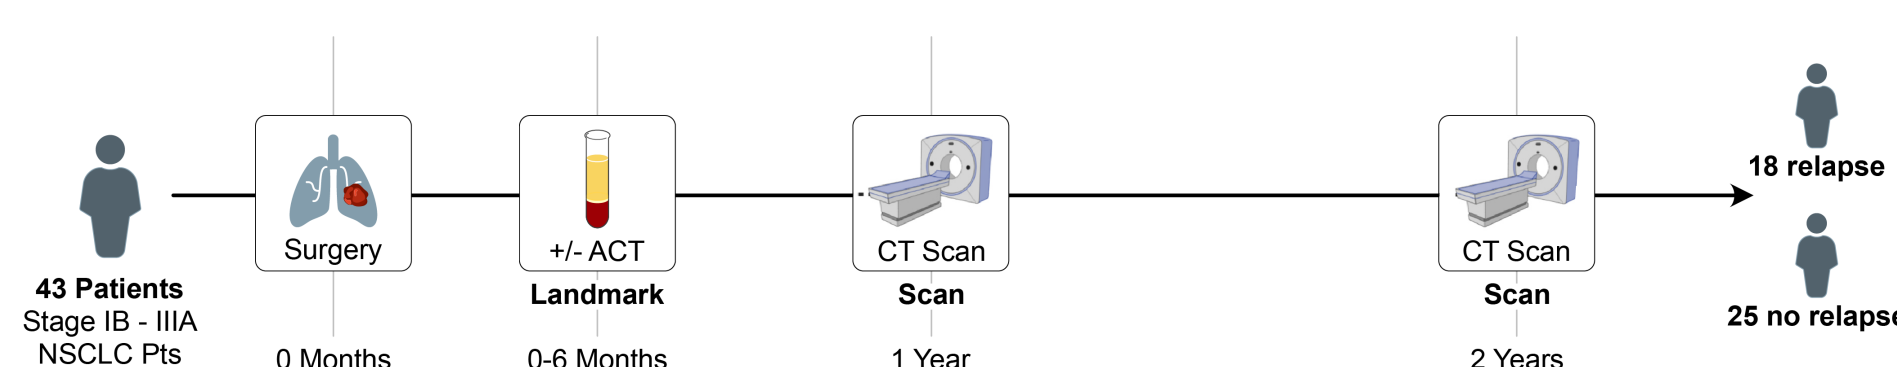 43 Patients
Stage IB - IIIA
NSCLC Pts
Surgery
0 Months
+/- ACT
Landmark
0-6 Months
CT Scan
Scan
1 Year
CT Scan
Scan
2 Years
18 relapse
25 no relapse